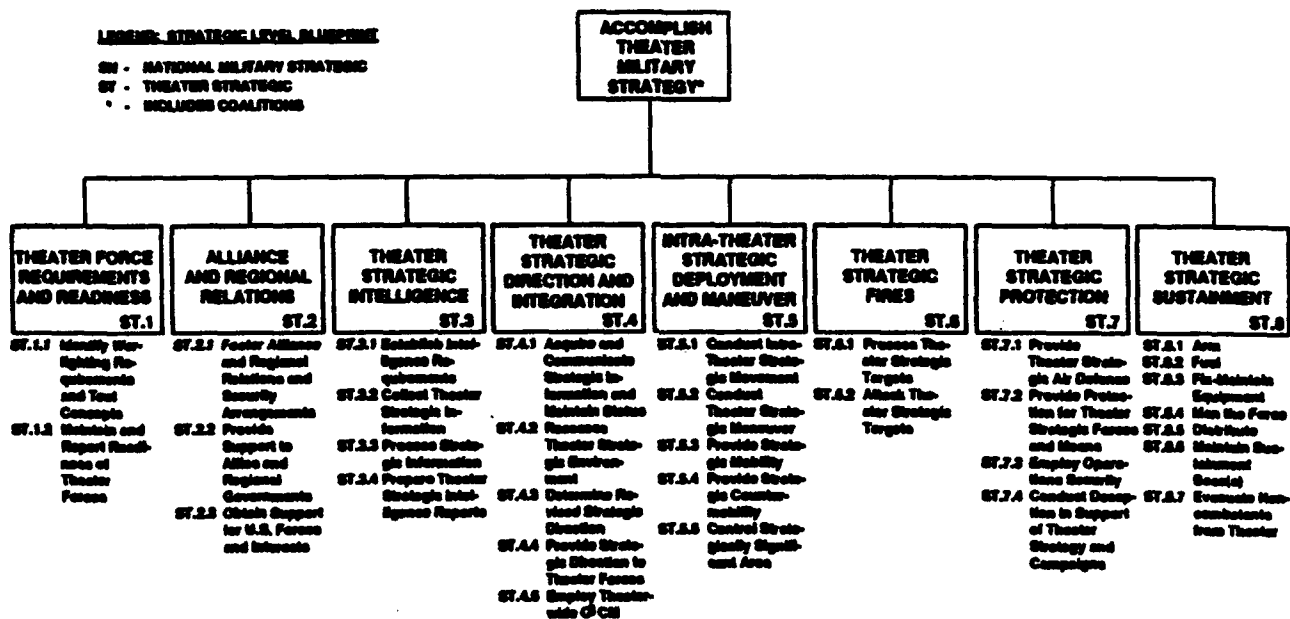 LEGEND: STRATEGIC LEVEL BLUEPRINT
SN - NATIONAL MILITARY STRATEGIC
ST - THEATER STRATEGIC
* - INCLUDES COALITIONS
ACCOMPLISH
THEATER
MILITARY
STRATEGY*
THEATER FORCE
REQUIREMENTS
AND READINESS
ST.1
ST.1.1 Identify War-
fighting Re-
quirements
and Test
Concepts
ST.1.2 Maintain and
Report Readi-
ness of
Theater
Forces
ALLIANCE
AND REGIONAL
RELATIONS
ST.2
ST.2.1 Foster Alliance
and Regional
Relations and
Security
Arrangements
ST.2.2 Provide
Support to
Allies and
Regional
Governments
ST.2.3 Obtain Support
for U.S. Forces
and Interests
THEATER
STRATEGIC
INTELLIGENCE
ST.3
ST.3.1 Establish Intel-
ligence Re-
quirements
ST.3.2 Collect Theater
Strategic In-
formation
ST.3.3 Process Strate-
gic Information
ST.3.4 Prepare Theater
Strategic Intel-
ligence Reports
THEATER
STRATEGIC
DIRECTION AND
INTEGRATION
ST.4
ST.4.1 Acquire and
Communicate
Strategic In-
formation and
Maintain Status
ST.4.2
Theater Strate-
gic Environ-
ment
ST.4.3 Determine Re-
vised Strategic
Direction
ST.4.4 Provide Strate-
gic Direction to
Theater Forces
ST.4.5 Employ Theater-
wide C³CM
INTRA-THEATER
STRATEGIC
DEPLOYMENT
AND MANEUVER
ST.5
ST.5.1 Conduct Intra-
Theater Strate-
gic Movement
ST.5.2 Conduct
Theater Strate-
gic Maneuver
ST.5.3 Provide Strate-
gic Mobility
ST.5.4 Provide Strate-
gic Counter-
mobility
ST.5.5 Control Strate-
gically Signifi-
cant Area
THEATER
STRATEGIC
FIRES
ST.6
ST.6.1 Process The-
ater Strategic
Targets
ST.6.2 Attack The-
ater Strategic
Targets
THEATER
STRATEGIC
PROTECTION
ST.7
ST.7.1 Provide
Theater Strate-
gic Air Defense
ST.7.2 Provide Protec-
tion for Theater
Strategic Forces
and Means
ST.7.3 Employ Opera-
tions Security
ST.7.4 Conduct Decep-
tion in Support
of Theater
Strategy and
Campaigns
THEATER
STRATEGIC
SUSTAINMENT
ST.8
ST.8.1 Arm
ST.8.2 Fuel
ST.8.3 Fix-Maintain
Equipment
ST.8.4 Man the Force
ST.8.5 Distribute
ST.8.6 Maintain Sus-
tainment
Base(s)
ST.8.7 Evacuate Non-
combatants
from Theater